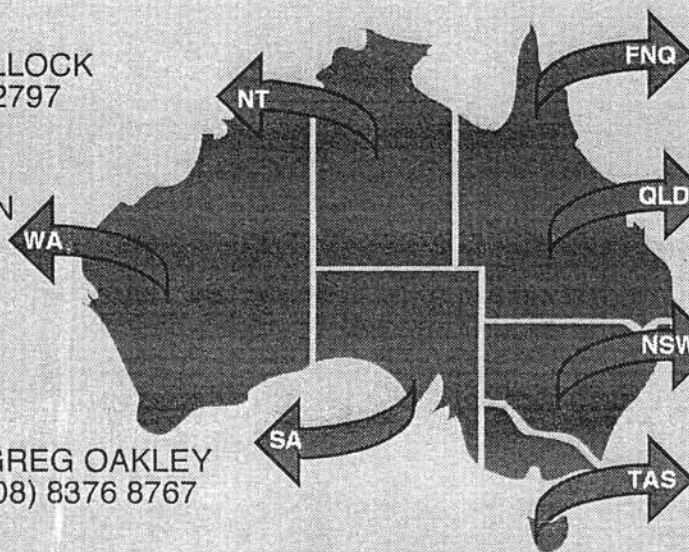 LLOCK
2797
NT
FNQ
N
WA
QLD
NSW
SA
GREG OAKLEY
08) 8376 8767
TAS